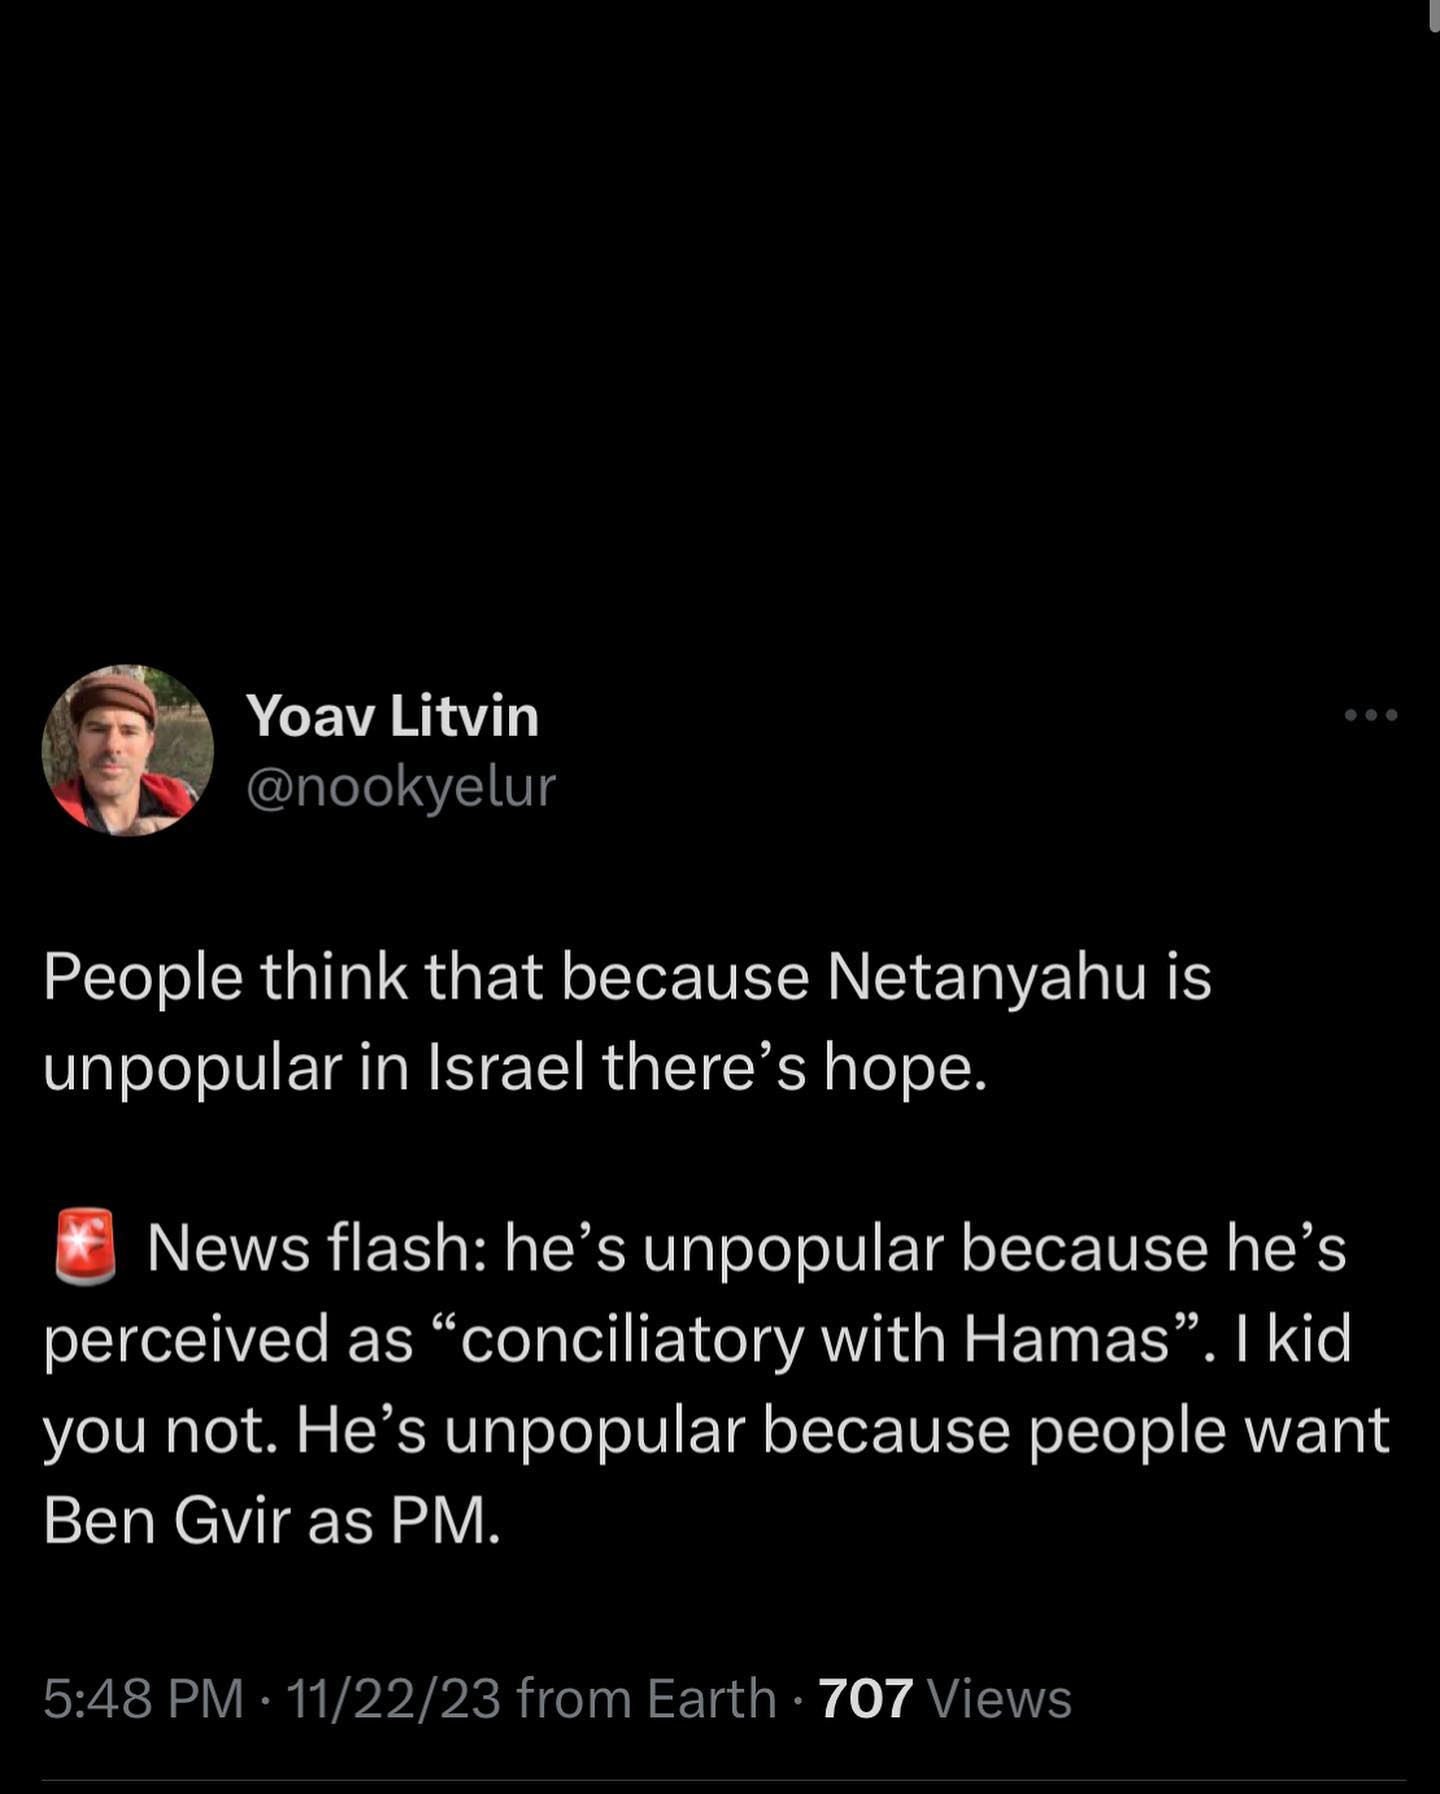 Yoav Litvin
@nookyelur
People think that because Netanyahu is
unpopular in Israel there’s hope.
🚨 News flash: he’s unpopular because he’s
perceived as “conciliatory with Hamas”. I kid
you not. He’s unpopular because people want
Ben Gvir as PM.
5:48 PM · 11/22/23 from Earth · 707 Views